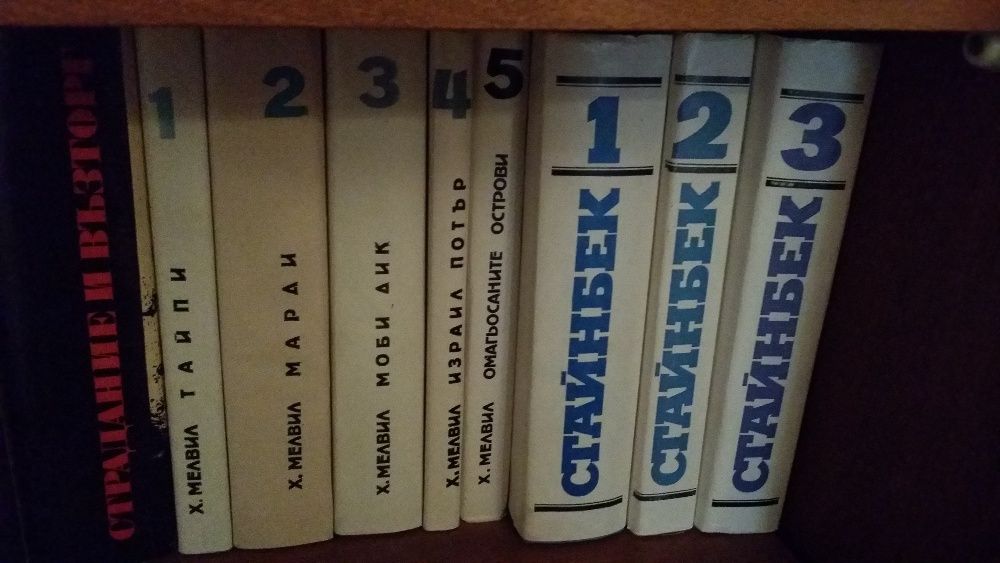 СТРАДАНИЕ И ВЪЗТОРГ
1
Х. МЕЛВИЛ ТАЙПИ
2
Х. МЕЛВИЛ МАРДИ
3
Х. МЕЛВИЛ МОБИ ДИК
4
Х. МЕЛВИЛ ИЗРАИЛ ПОТЪР
5
Х. МЕЛВИЛ ОМАГЬОСАНИТЕ ОСТРОВИ
1
СТАЙНБЕК
2
СТАЙНБЕК
3
СТАЙНБЕК